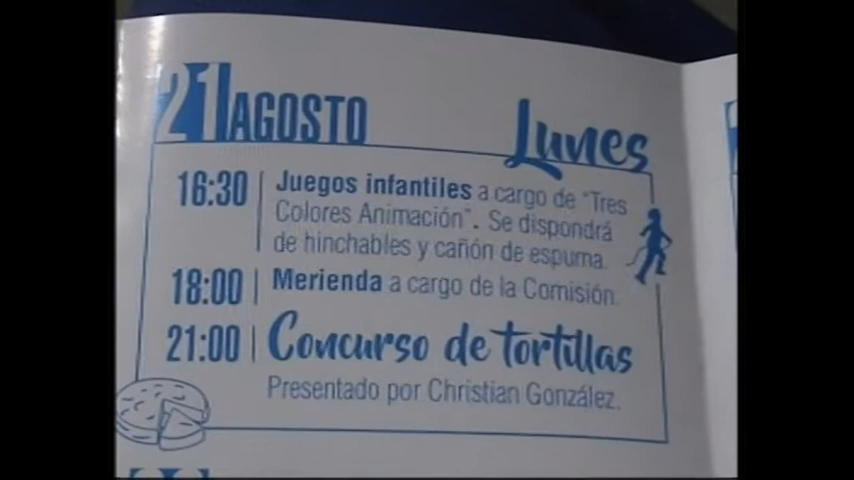 21 AGOSTO
Lunes
16:30 Juegos infantiles a cargo de "Tres
Colores Animación". Se dispondrá
de hinchables y cañón de espuma.
18:00 Merienda a cargo de la Comisión.
21:00 Concurso de tortillas
Presentado por Christian González.